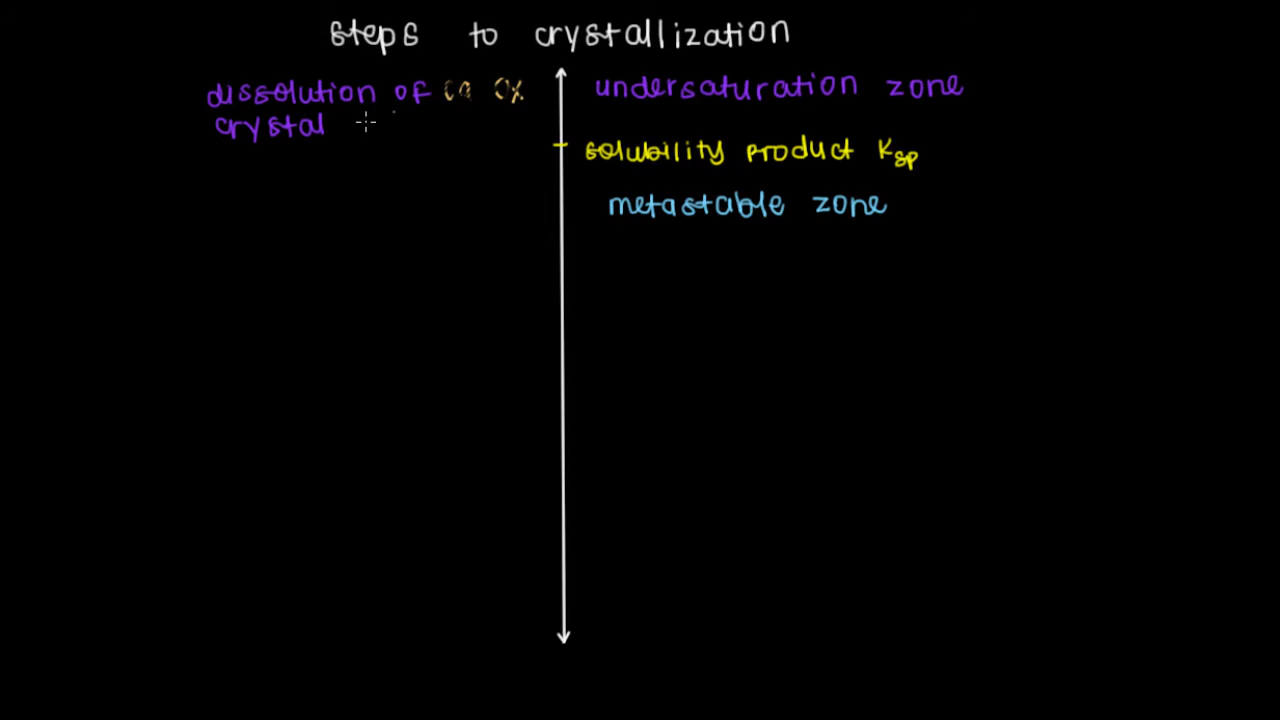 steps to crystallization
dissolution of ca Ox
crystal
undersaturation zone
solubility product Ksp
metastable zone